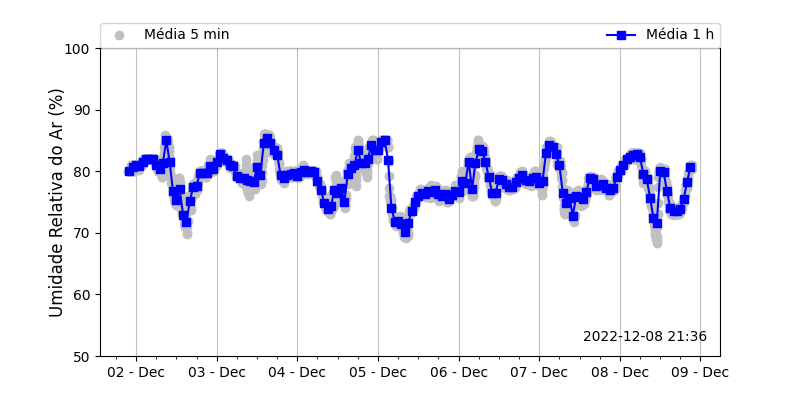 Média 5 min
Média 1 h
Umidade Relativa do Ar (%)
100
90
80
70
60
50
2022-12-08 21:36
02 - Dec
03 - Dec
04 - Dec
05 - Dec
06 - Dec
07 - Dec
08 - Dec
09 - Dec